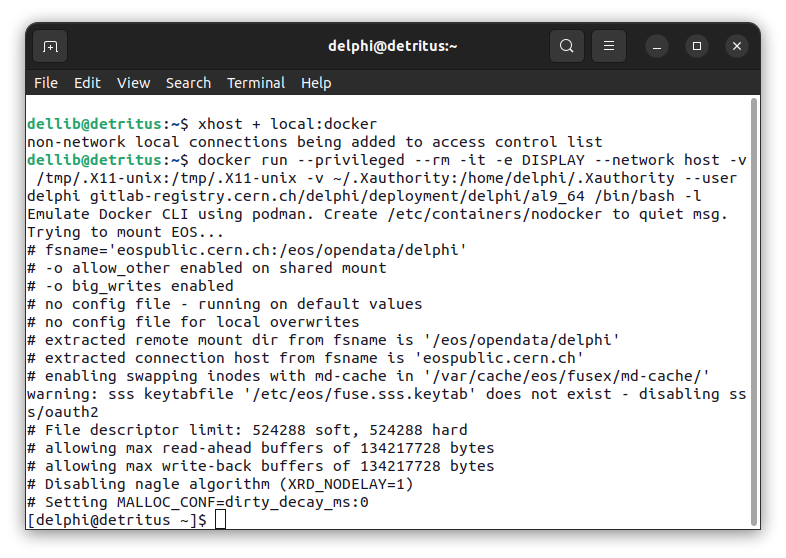 delphi@detritus:~
File Edit View Search Terminal Help
dellib@detritus:~$ xhost + local:docker
non-network local connections being added to access control list
dellib@detritus:~$ docker run --privileged --rm -it -e DISPLAY --network host -v
/tmp/.X11-unix:/tmp/.X11-unix -v ~/.Xauthority:/home/delphi/.Xauthority --user
delphi gitlab-registry.cern.ch/delphi/deployment/delphi/al9_64 /bin/bash -l
Emulate Docker CLI using podman. Create /etc/containers/nodocker to quiet msg.
Trying to mount EOS...
# fsname='eospublic.cern.ch:/eos/opendata/delphi'
# -o allow_other enabled on shared mount
# -o big_writes enabled
# no config file - running on default values
# no config file for local overwrites
# extracted remote mount dir from fsname is '/eos/opendata/delphi'
# extracted connection host from fsname is 'eospublic.cern.ch'
# enabling swapping inodes with md-cache in '/var/cache/eos/fusex/md-cache/'
warning: sss keytabfile '/etc/eos/fuse.sss.keytab' does not exist - disabling ss
s/oauth2
# File descriptor limit: 524288 soft, 524288 hard
# allowing max read-ahead buffers of 134217728 bytes
# allowing max write-back buffers of 134217728 bytes
# Disabling nagle algorithm (XRD_NODELAY=1)
# Setting MALLOC_CONF=dirty_decay_ms:0
[delphi@detritus ~]$